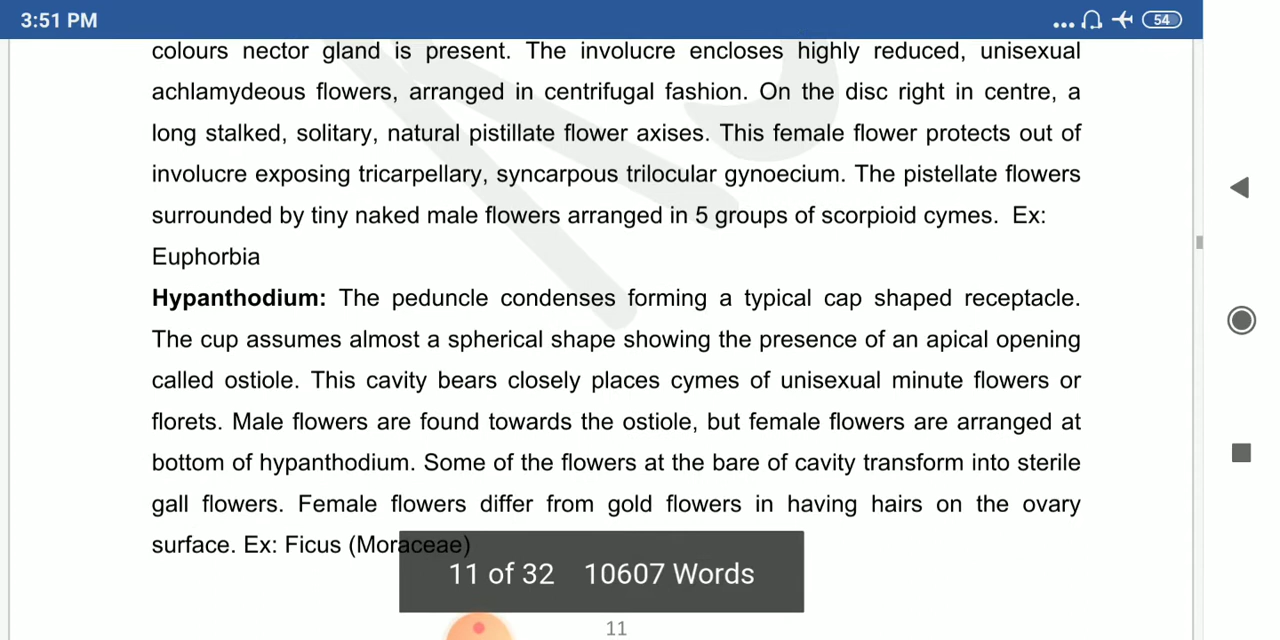 3:51 PM
... 54
colours nector gland is present. The involucre encloses highly reduced, unisexual
achlamydeous flowers, arranged in centrifugal fashion. On the disc right in centre, a
long stalked, solitary, natural pistillate flower axises. This female flower protects out of
involucre exposing tricarpellary, syncarpous trilocular gynoecium. The pistellate flowers
surrounded by tiny naked male flowers arranged in 5 groups of scorpioid cymes. Ex:
Euphorbia
Hypanthodium: The peduncle condenses forming a typical cap shaped receptacle.
The cup assumes almost a spherical shape showing the presence of an apical opening
called ostiole. This cavity bears closely places cymes of unisexual minute flowers or
florets. Male flowers are found towards the ostiole, but female flowers are arranged at
bottom of hypanthodium. Some of the flowers at the bare of cavity transform into sterile
gall flowers. Female flowers differ from gold flowers in having hairs on the ovary
surface. Ex: Ficus (Moraceae)
11 of 32 10607 Words
11